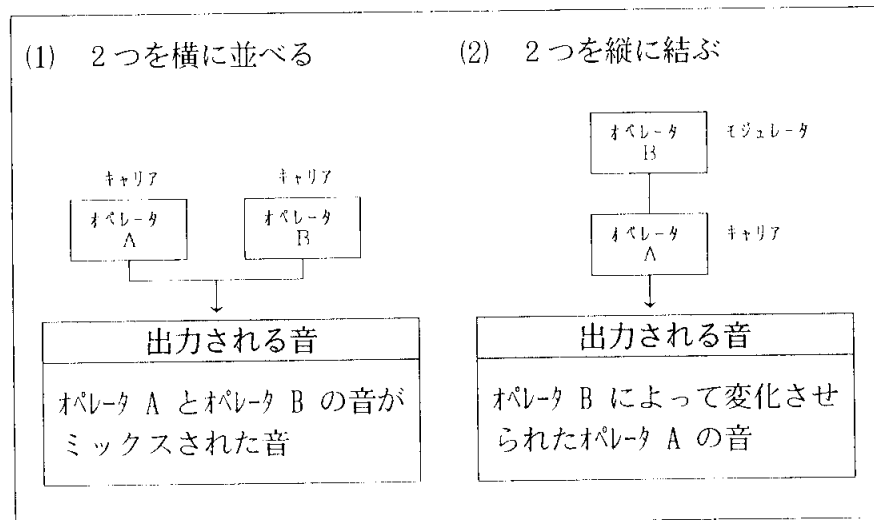 (1) 2つを横に並べる
キャリア
キャリア
オペレータ
A
オペレータ
B
出力される音
オペレータ A とオペレータ B の音が
ミックスされた音
(2) 2つを縦に結ぶ
オペレータ
B
モジュレータ
オペレータ
A
キャリア
出力される音
オペレータ B によって変化させ
られたオペレータ A の音